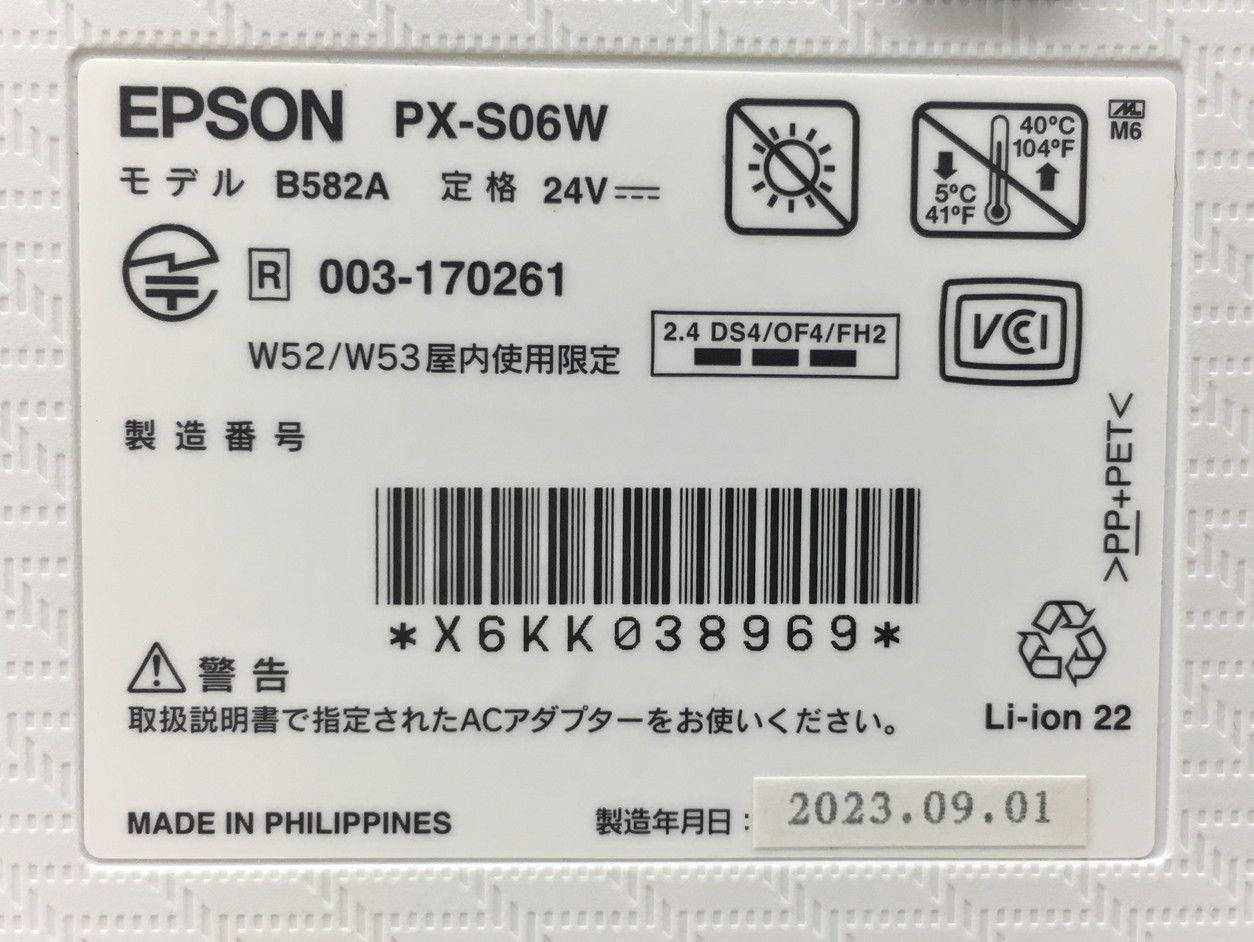 EPSON PX-S06W
モデル B582A 定格 24V⎓
40°C
104°F
5°C
41°F
M6
R 003-170261
W52/W53屋内使用限定
2.4 DS4/OF4/FH2
VCCI
製造番号
>PP+PET<
*X6KK038969*
警告
取扱説明書で指定されたACアダプターをお使いください。
Li-ion 22
MADE IN PHILIPPINES
製造年月日：2023.09.01